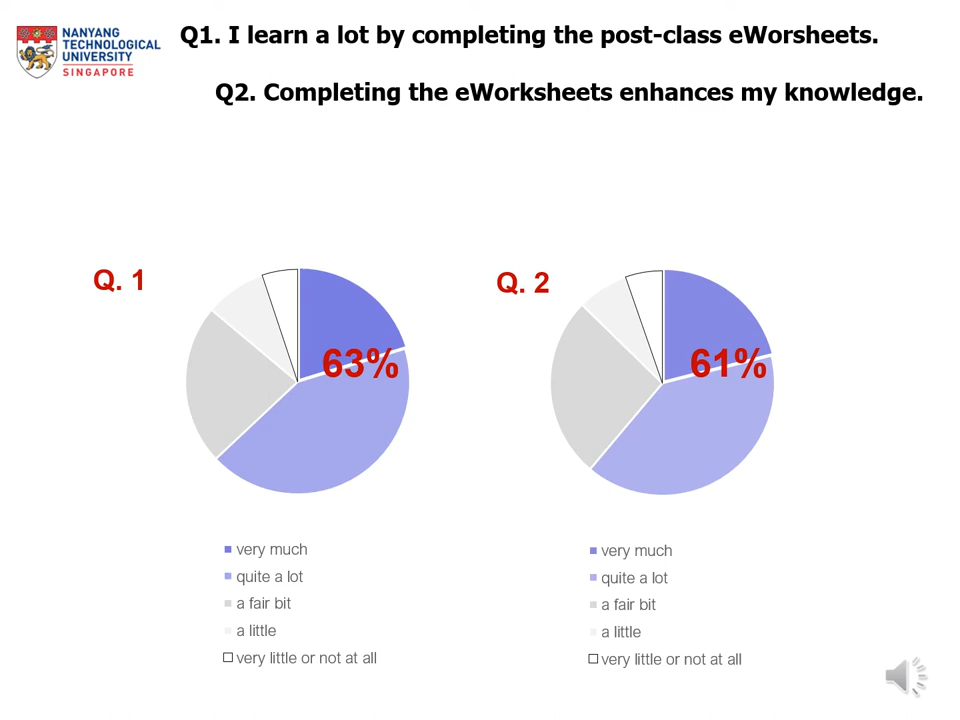 NANYANG
TECHNOLOGICAL
UNIVERSITY
SINGAPORE
Q1. I learn a lot by completing the post-class eWorsheets.
Q2. Completing the eWorksheets enhances my knowledge.
Q. 1
63%
very much
quite a lot
a fair bit
a little
very little or not at all
Q. 2
61%
very much
quite a lot
a fair bit
a little
very little or not at all